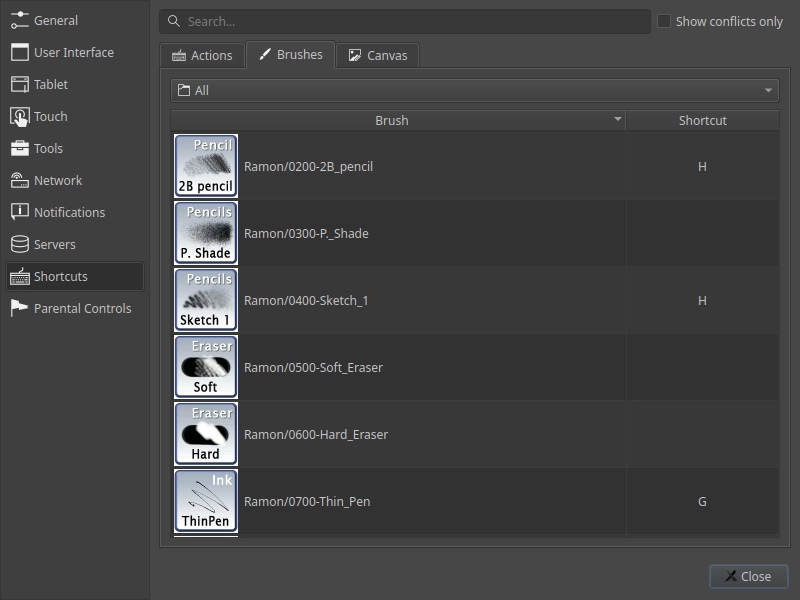 General
User Interface
Tablet
Touch
Tools
Network
Notifications
Servers
Shortcuts
Parental Controls
Search...
Show conflicts only
Actions
Brushes
Canvas
All
Brush
Shortcut
Pencil
2B pencil
Ramon/0200-2B_pencil
H
Pencils
P. Shade
Ramon/0300-P._Shade
Pencils
Sketch 1
Ramon/0400-Sketch_1
H
Eraser
Soft
Ramon/0500-Soft_Eraser
Eraser
Hard
Ramon/0600-Hard_Eraser
Ink
ThinPen
Ramon/0700-Thin_Pen
G
Close